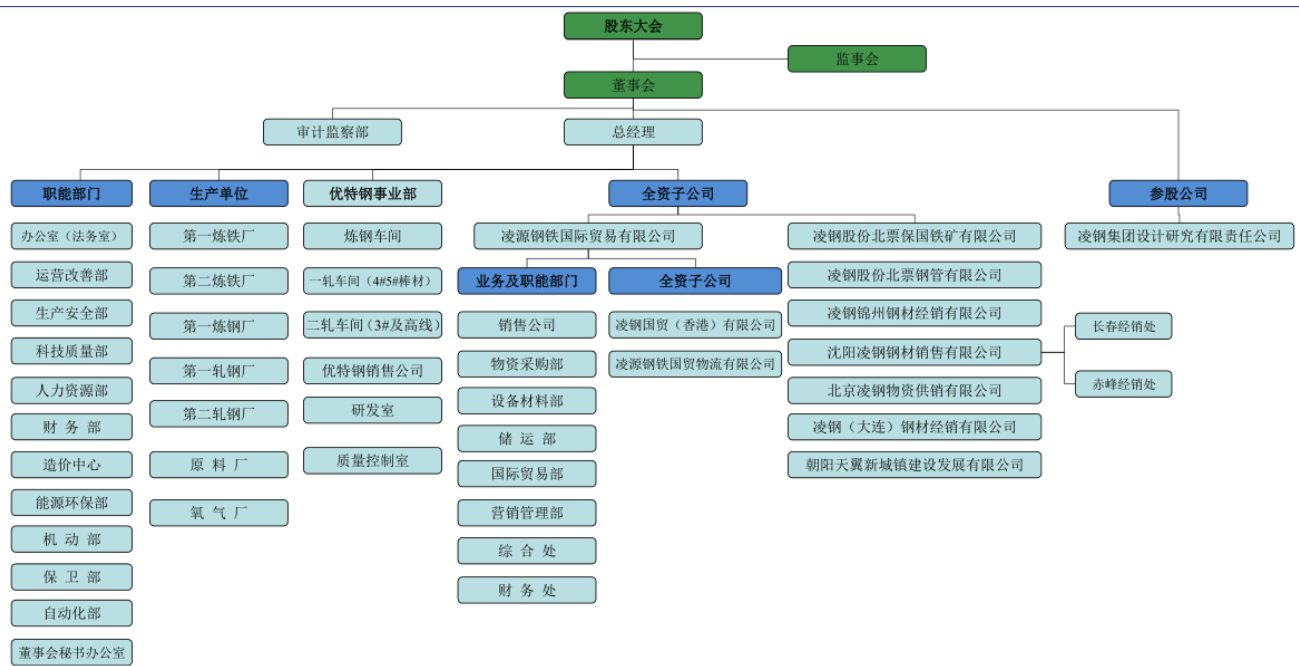 股东大会
监事会
董事会
审计监察部
总经理
职能部门
生产单位
优特钢事业部
全资子公司
参股公司
办公室（法务室）
运营改善部
生产安全部
科技质量部
人力资源部
财 务 部
造价中心
能源环保部
机 动 部
保 卫 部
自动化部
董事会秘书办公室
第一炼铁厂
第二炼铁厂
第一炼钢厂
第一轧钢厂
第二轧钢厂
原 料 厂
氧 气 厂
炼钢车间
一轧车间（4#5#棒材）
二轧车间（3#及高线）
优特钢销售公司
研发室
质量控制室
凌源钢铁国际贸易有限公司
业务及职能部门
销售公司
物资采购部
设备材料部
储 运 部
国际贸易部
营销管理部
综 合 处
财 务 处
全资子公司
凌钢国贸（香港）有限公司
凌源钢铁国贸物流有限公司
凌钢股份北票保国铁矿有限公司
凌钢股份北票钢管有限公司
凌钢锦州钢材经销有限公司
沈阳凌钢钢材销售有限公司
北京凌钢物资供销有限公司
凌钢（大连）钢材经销有限公司
朝阳天翼新城镇建设发展有限公司
长春经销处
赤峰经销处
凌钢集团设计研究有限责任公司